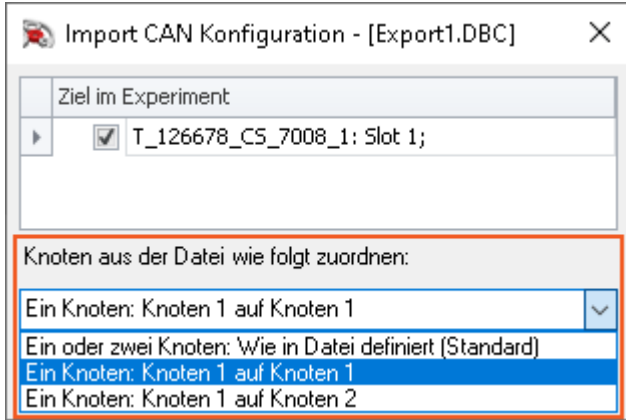 Import CAN Konfiguration - [Export1.DBC]
Ziel im Experiment
T_126678_CS_7008_1: Slot 1;
Knoten aus der Datei wie folgt zuordnen:
Ein Knoten: Knoten 1 auf Knoten 1
Ein oder zwei Knoten: Wie in Datei definiert (Standard)
Ein Knoten: Knoten 1 auf Knoten 1
Ein Knoten: Knoten 1 auf Knoten 2